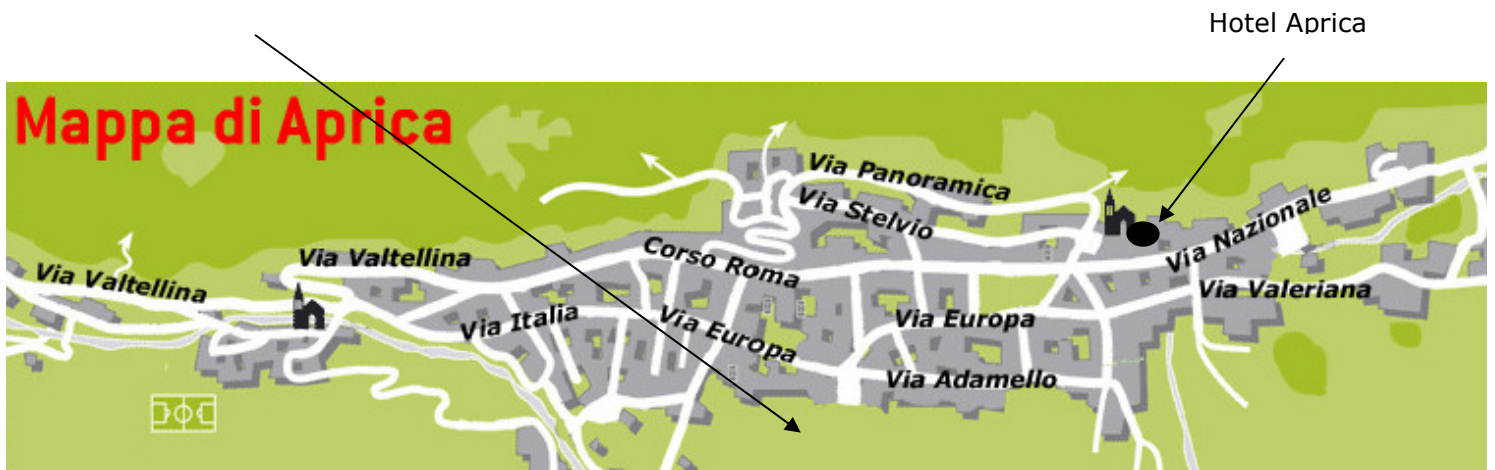 Hotel Aprica
Mappa di Aprica
Via Panoramica
Via Stelvio
Via Nazionale
Via Valtellina
Corso Roma
Via Valtellina
Via Valeriana
Via Italia
Via Europa
Via Europa
Via Adamello